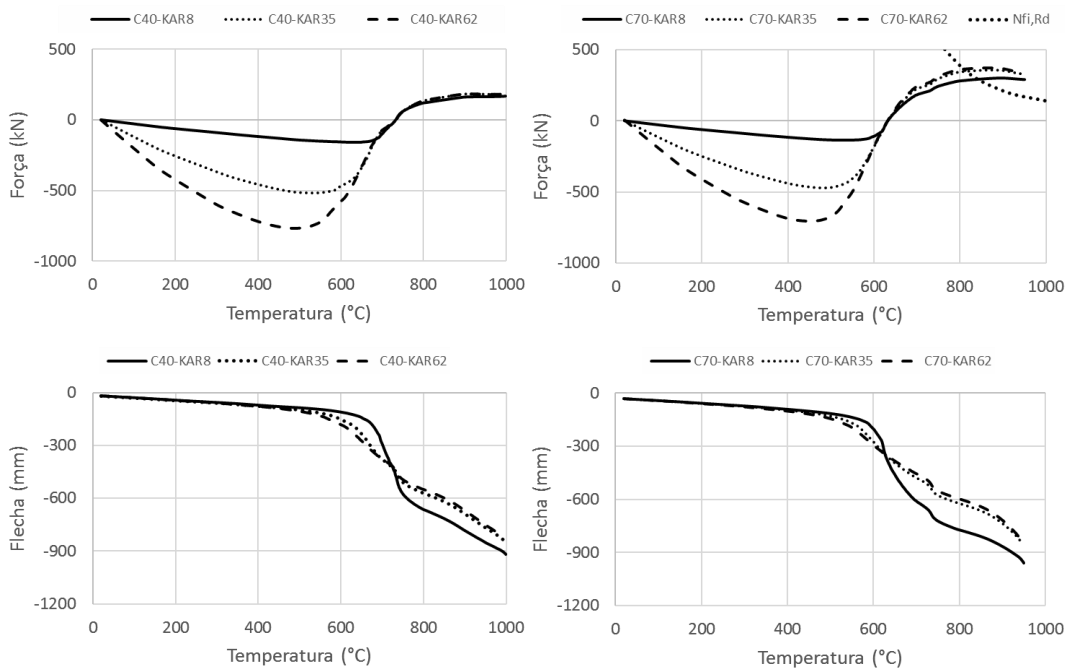 C40-KAR8 C40-KAR35 C40-KAR62
500
0
-500
-1000
Força (kN)
0 200 400 600 800 1000
Temperatura (°C)
C70-KAR8 C70-KAR35 C70-KAR62 Nfi,Rd
500
0
-500
-1000
Força (kN)
0 200 400 600 800 1000
Temperatura (°C)
C40-KAR8 C40-KAR35 C40-KAR62
0
-300
-600
-900
-1200
Flecha (mm)
0 200 400 600 800 1000
Temperatura (°C)
C70-KAR8 C70-KAR35 C70-KAR62
0
-300
-600
-900
-1200
Flecha (mm)
0 200 400 600 800 1000
Temperatura (°C)